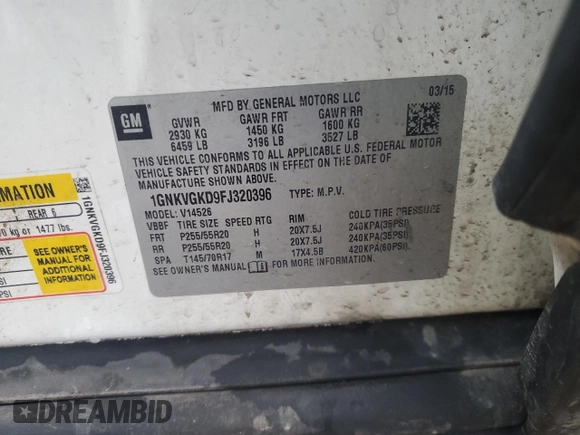 GM
MFD BY GENERAL MOTORS LLC
03/15
GVWR GAWR FRT GAWR RR
2930 KG 1450 KG 1600 KG
6459 LB 3196 LB 3527 LB
THIS VEHICLE CONFORMS TO ALL APPLICABLE U.S. FEDERAL MOTOR
VEHICLE SAFETY STANDARDS IN EFFECT ON THE DATE OF
MANUFACTURE SHOWN ABOVE.
1GNKVGKD9FJ320396 TYPE: M.P.V.
MODEL: V14526
VBBF TIRE SIZE SPEED RTG RIM COLD TIRE PRESSURE
FRT P255/55R20 H 20X7.5J 240KPA(35PSI)
RR P255/55R20 H 20X7.5J 240KPA(35PSI)
SPA T145/70R17 M 17X4.5B 420KPA(60PSI)
SEE OWNER'S MANUAL FOR MORE INFORMATION.
REAR 5
kg or 1477 lbs.
SEE OWNER'S
MANUAL FOR
ADDITIONAL
INFORMATION
1GNKVGKD9FJ320396
DREAMBID